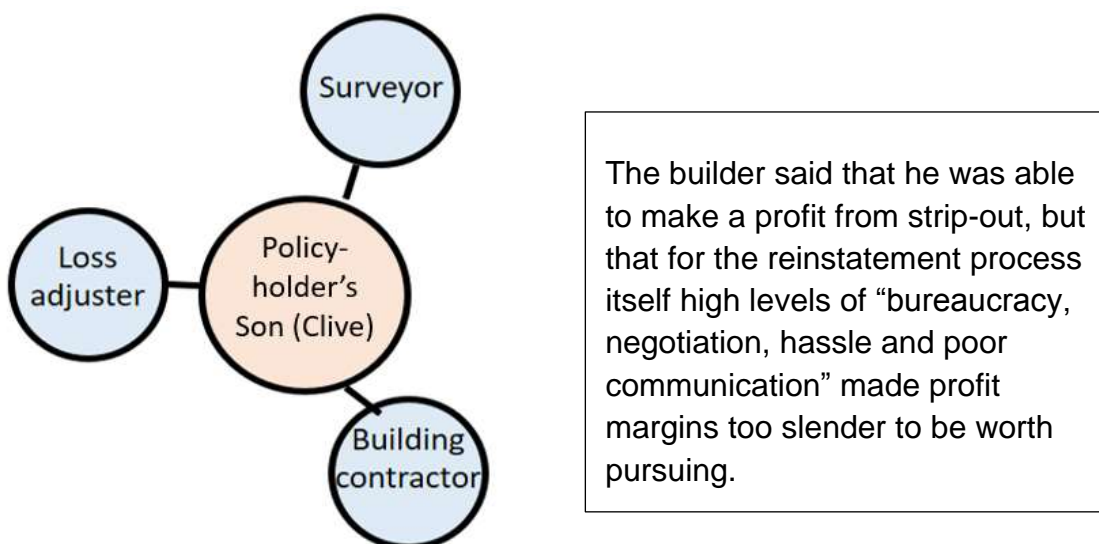 Surveyor
Loss
adjuster
Policy-
holder's
Son (Clive)
Building
contractor
The builder said that he was able
to make a profit from strip-out, but
that for the reinstatement process
itself high levels of “bureaucracy,
negotiation, hassle and poor
communication” made profit
margins too slender to be worth
pursuing.